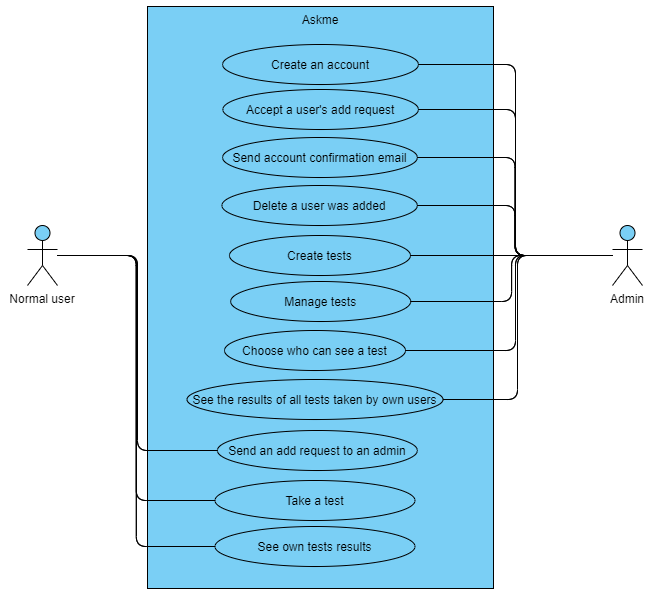 Askme
Create an account
Accept a user's add request
Send account confirmation email
Delete a user was added
Create tests
Normal user
Admin
Manage tests
Choose who can see a test
See the results of all tests taken by own users
Send an add request to an admin
Take a test
See own tests results